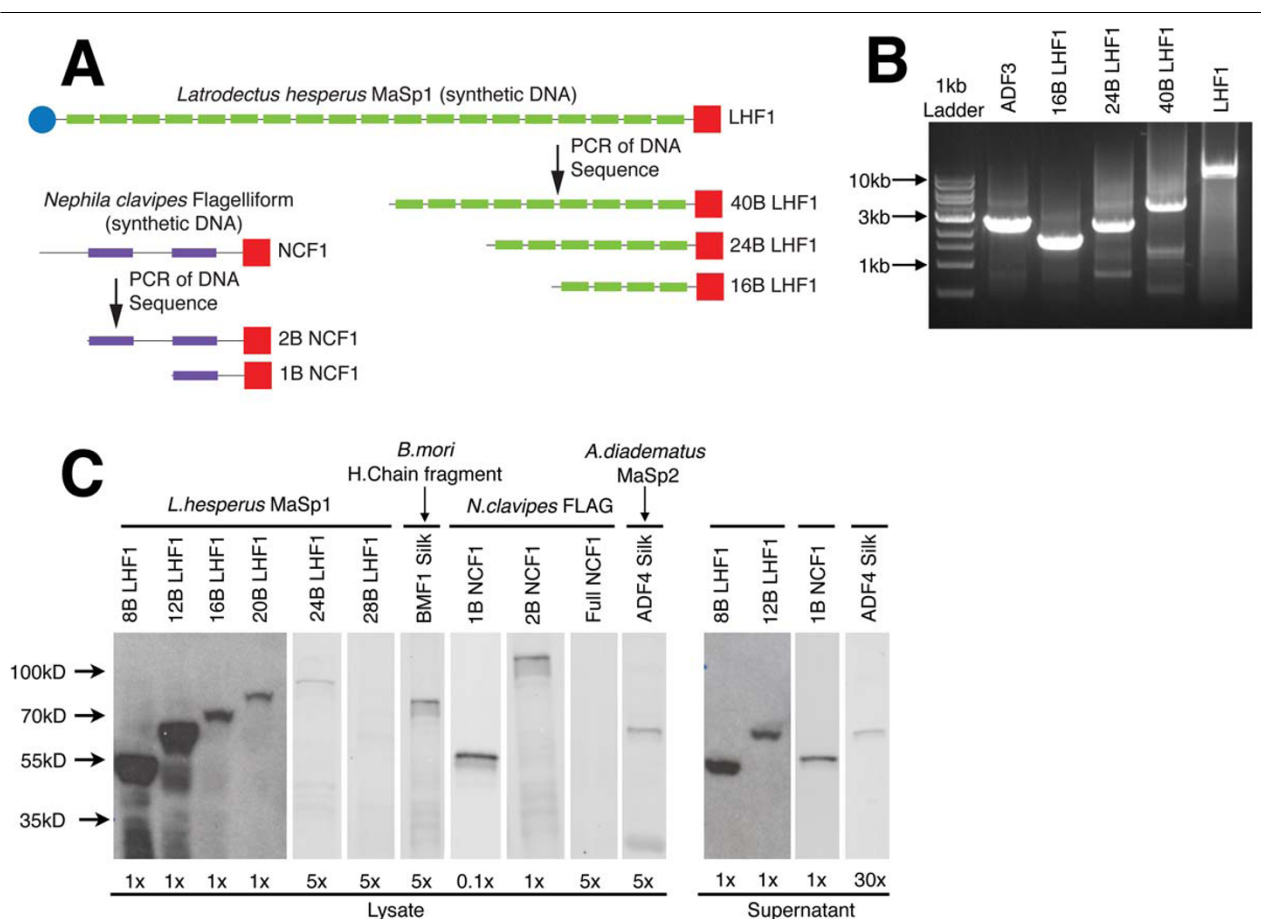 A
Latrodectus hesperus MaSp1 (synthetic DNA)
LHF1
PCR of DNA
Sequence
40B LHF1
24B LHF1
16B LHF1
Nephila clavipes Flagelliform
(synthetic DNA)
NCF1
PCR of DNA
Sequence
2B NCF1
1B NCF1
B
1kb
Ladder
ADF3
16B LHF1
24B LHF1
40B LHF1
LHF1
10kb
3kb
1kb
C
L.hesperus MaSp1
B.mori
H.Chain fragment
N.clavipes FLAG
A.diadematus
MaSp2
8B LHF1
12B LHF1
16B LHF1
20B LHF1
24B LHF1
28B LHF1
BMF1 Silk
1B NCF1
2B NCF1
Full NCF1
ADF4 Silk
8B LHF1
12B LHF1
1B NCF1
ADF4 Silk
100kD
70kD
55kD
35kD
1x 1x 1x 1x 5x 5x 5x 0.1x 1x 5x 5x 1x 1x 1x 30x
Lysate
Supernatant